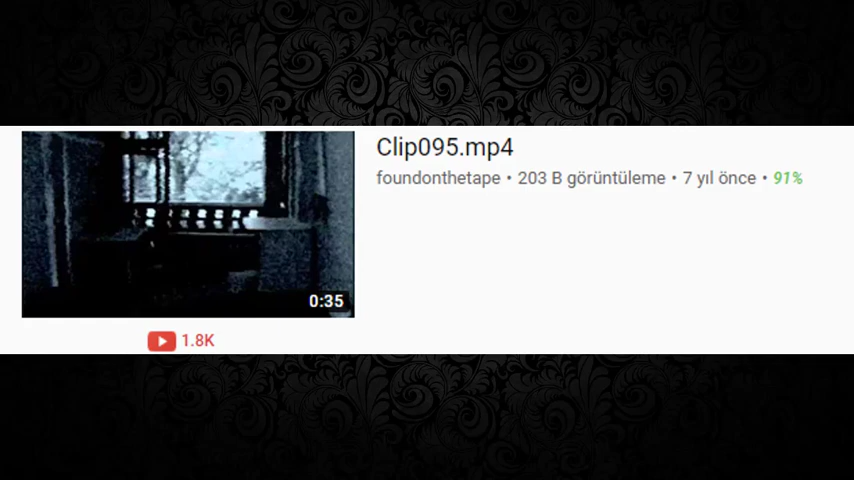 Clip095.mp4
foundonthetape • 203 B görüntüleme • 7 yıl önce • 91%
0:35
1.8K